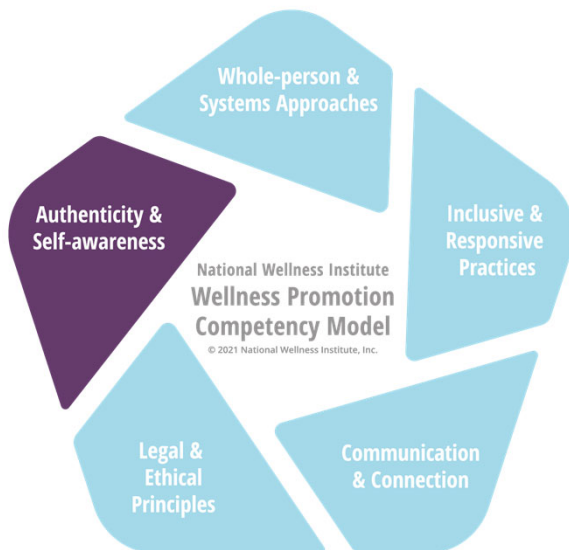 Whole-person &
Systems Approaches
Authenticity &
Self-awareness
Inclusive &
Responsive
Practices
National Wellness Institute
Wellness Promotion
Competency Model
© 2021 National Wellness Institute, Inc.
Legal &
Ethical
Principles
Communication
& Connection